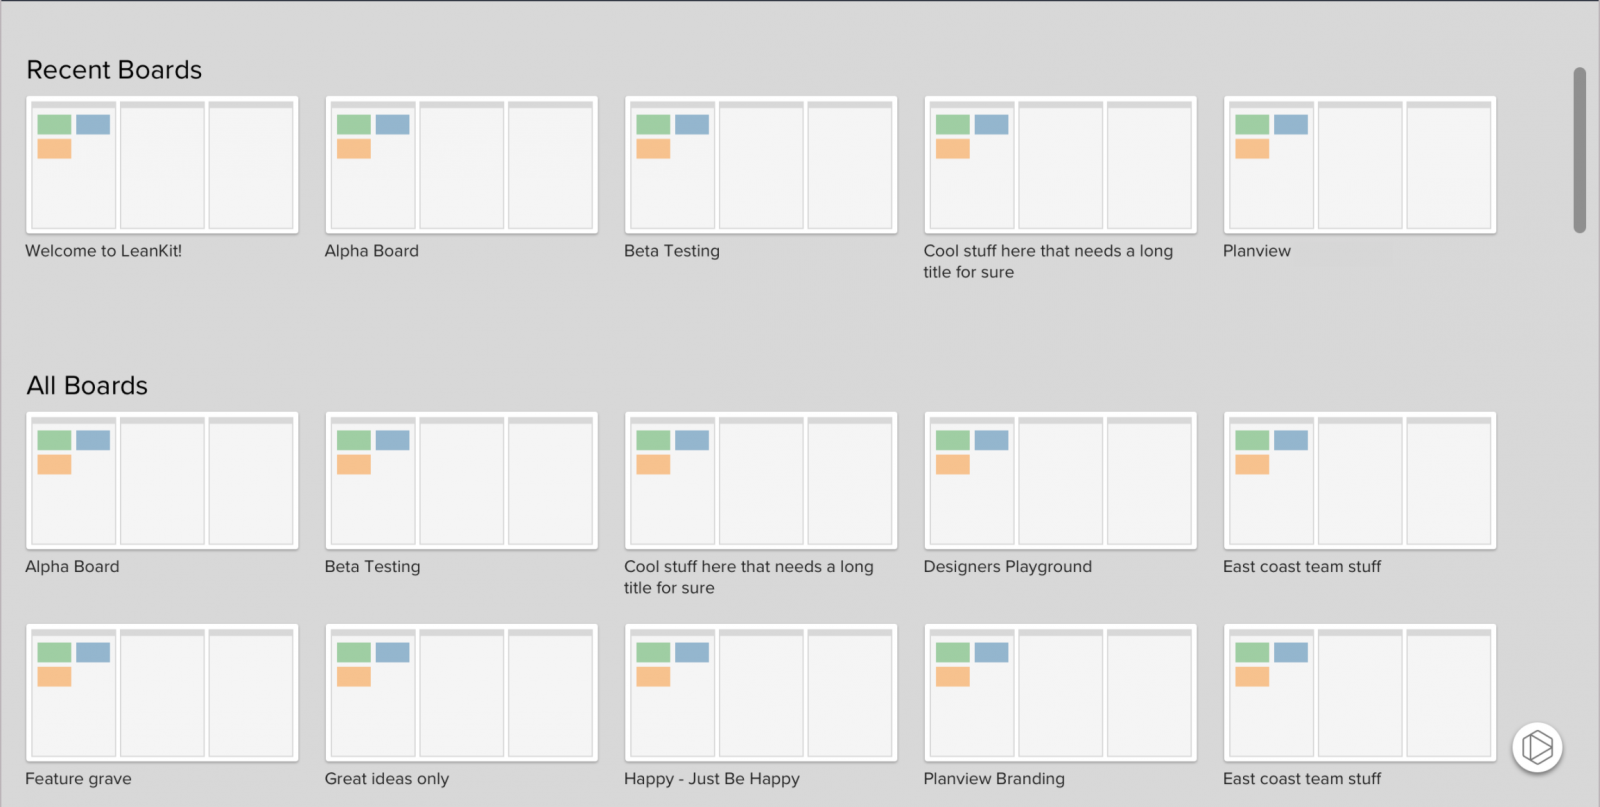 Recent Boards
Welcome to LeanKit!
Alpha Board
Beta Testing
Cool stuff here that needs a long
title for sure
Planview
All Boards
Alpha Board
Beta Testing
Cool stuff here that needs a long
title for sure
Designers Playground
East coast team stuff
Feature grave
Great ideas only
Happy - Just Be Happy
Planview Branding
East coast team stuff